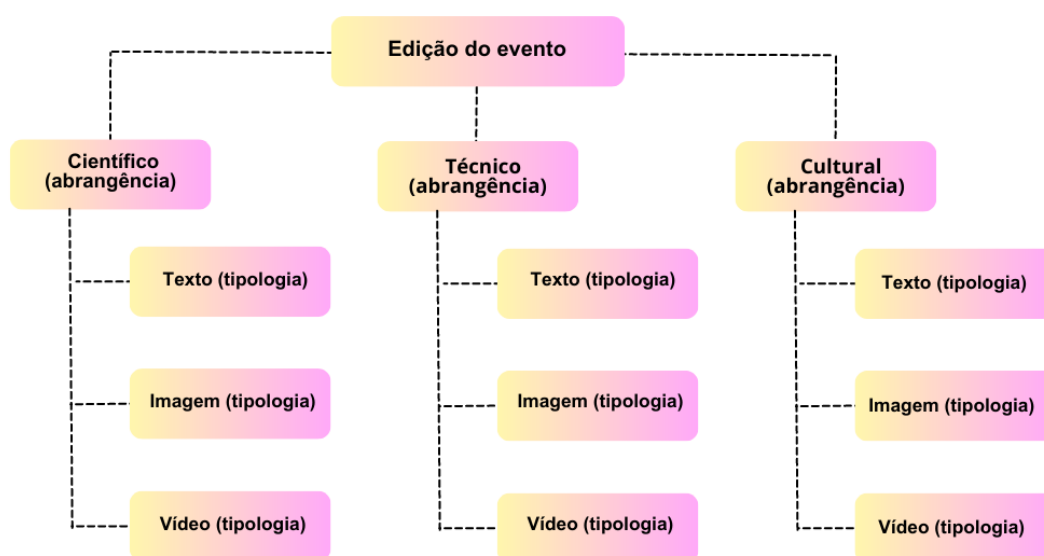 Edição do evento
Científico
(abrangência)
Técnico
(abrangência)
Cultural
(abrangência)
Texto (tipologia)
Texto (tipologia)
Texto (tipologia)
Imagem (tipologia)
Imagem (tipologia)
Imagem (tipologia)
Vídeo (tipologia)
Vídeo (tipologia)
Vídeo (tipologia)